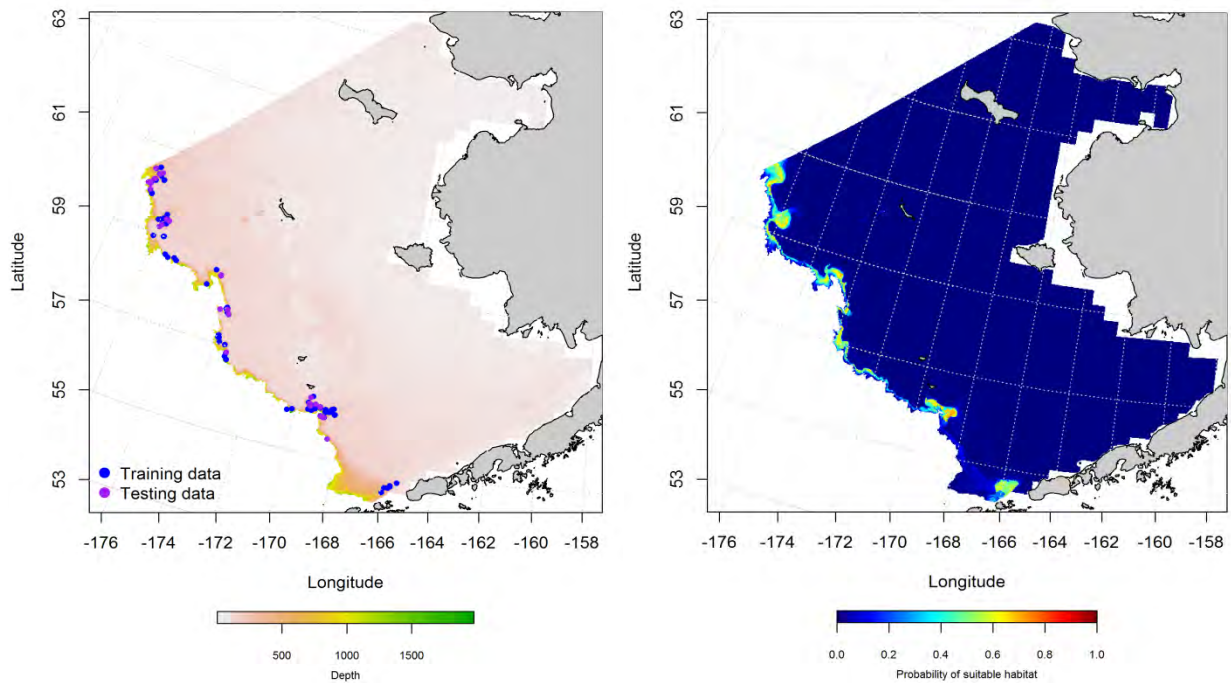 63
61
59
57
55
53
Latitude
Training data
Testing data
-176 -174 -172 -170 -168 -166 -164 -162 -160 -158
Longitude
500 1000 1500
Depth
63
61
59
57
55
53
Latitude
-176 -174 -172 -170 -168 -166 -164 -162 -160 -158
Longitude
0.0 0.2 0.4 0.6 0.8 1.0
Probability of suitable habitat